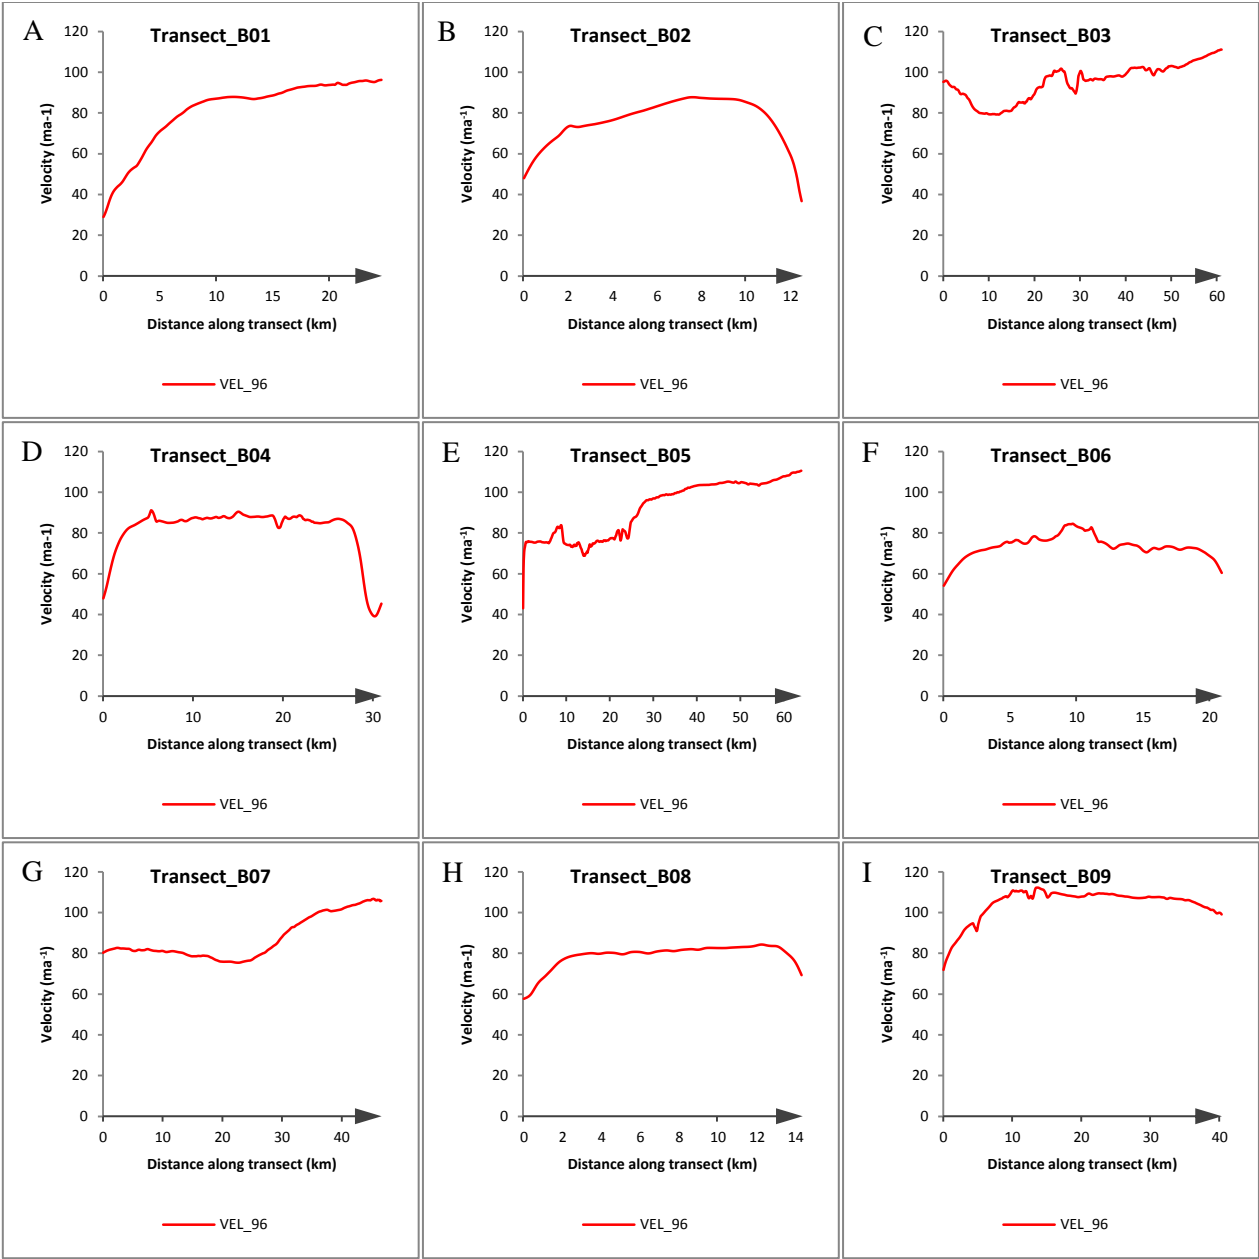 A
Transect_B01
120
100
80
60
40
20
0
Velocity (ma-1)
0 5 10 15 20
Distance along transect (km)
VEL_96
B
Transect_B02
120
100
80
60
40
20
0
Velocity (ma⁻¹)
0 2 4 6 8 10 12
Distance along transect (km)
VEL_96
C
Transect_B03
120
100
80
60
40
20
0
Velocity (ma-1)
0 10 20 30 40 50 60
Distance along transect (km)
VEL_96
D
Transect_B04
120
100
80
60
40
20
0
Velocity (ma-1)
0 10 20 30
Distance along transect (km)
VEL_96
E
Transect_B05
120
100
80
60
40
20
0
Velocity (ma⁻¹)
0 10 20 30 40 50 60
Distance along transect (km)
VEL_96
F
Transect_B06
120
100
80
60
40
20
0
velocity (ma⁻¹)
0 5 10 15 20
Distance along transect (km)
VEL_96
G
Transect_B07
120
100
80
60
40
20
0
Velocity (ma⁻¹)
0 10 20 30 40
Distance along transect (km)
VEL_96
H
Transect_B08
120
100
80
60
40
20
0
Velocity (ma-1)
0 2 4 6 8 10 12 14
Distance along transect (km)
VEL_96
I
Transect_B09
120
100
80
60
40
20
0
Velocity (ma-1)
0 10 20 30 40
Distance along transect (km)
VEL_96